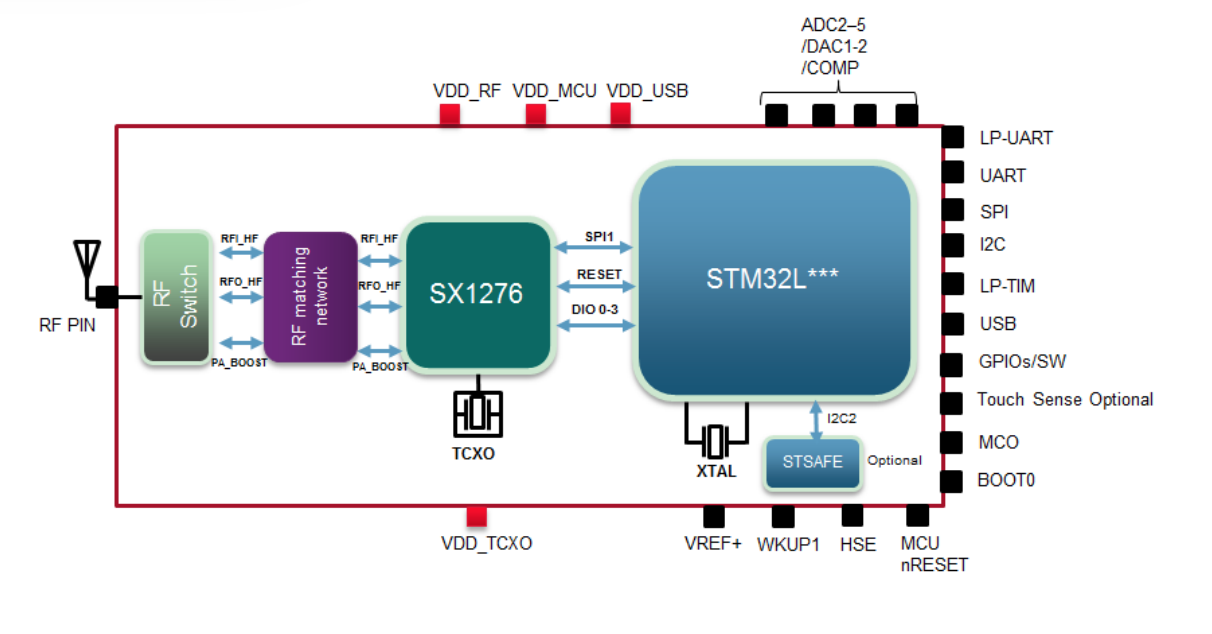 ADC2–5
/DAC1-2
/COMP
VDD_RF VDD_MCU VDD_USB
LP-UART
UART
SPI
I2C
LP-TIM
USB
GPIOs/SW
Touch Sense Optional
MCO
BOOT0
RF PIN
RF
Switch
RFI_HF
RFO_HF
PA_BOOST
RF matching
network
RFI_HF
RFO_HF
PA_BOOST
SX1276
TCXO
SPI1
RESET
DIO 0-3
STM32L***
XTAL
I2C2
STSAFE
Optional
VDD_TCXO
VREF+
WKUP1
HSE
MCU
nRESET